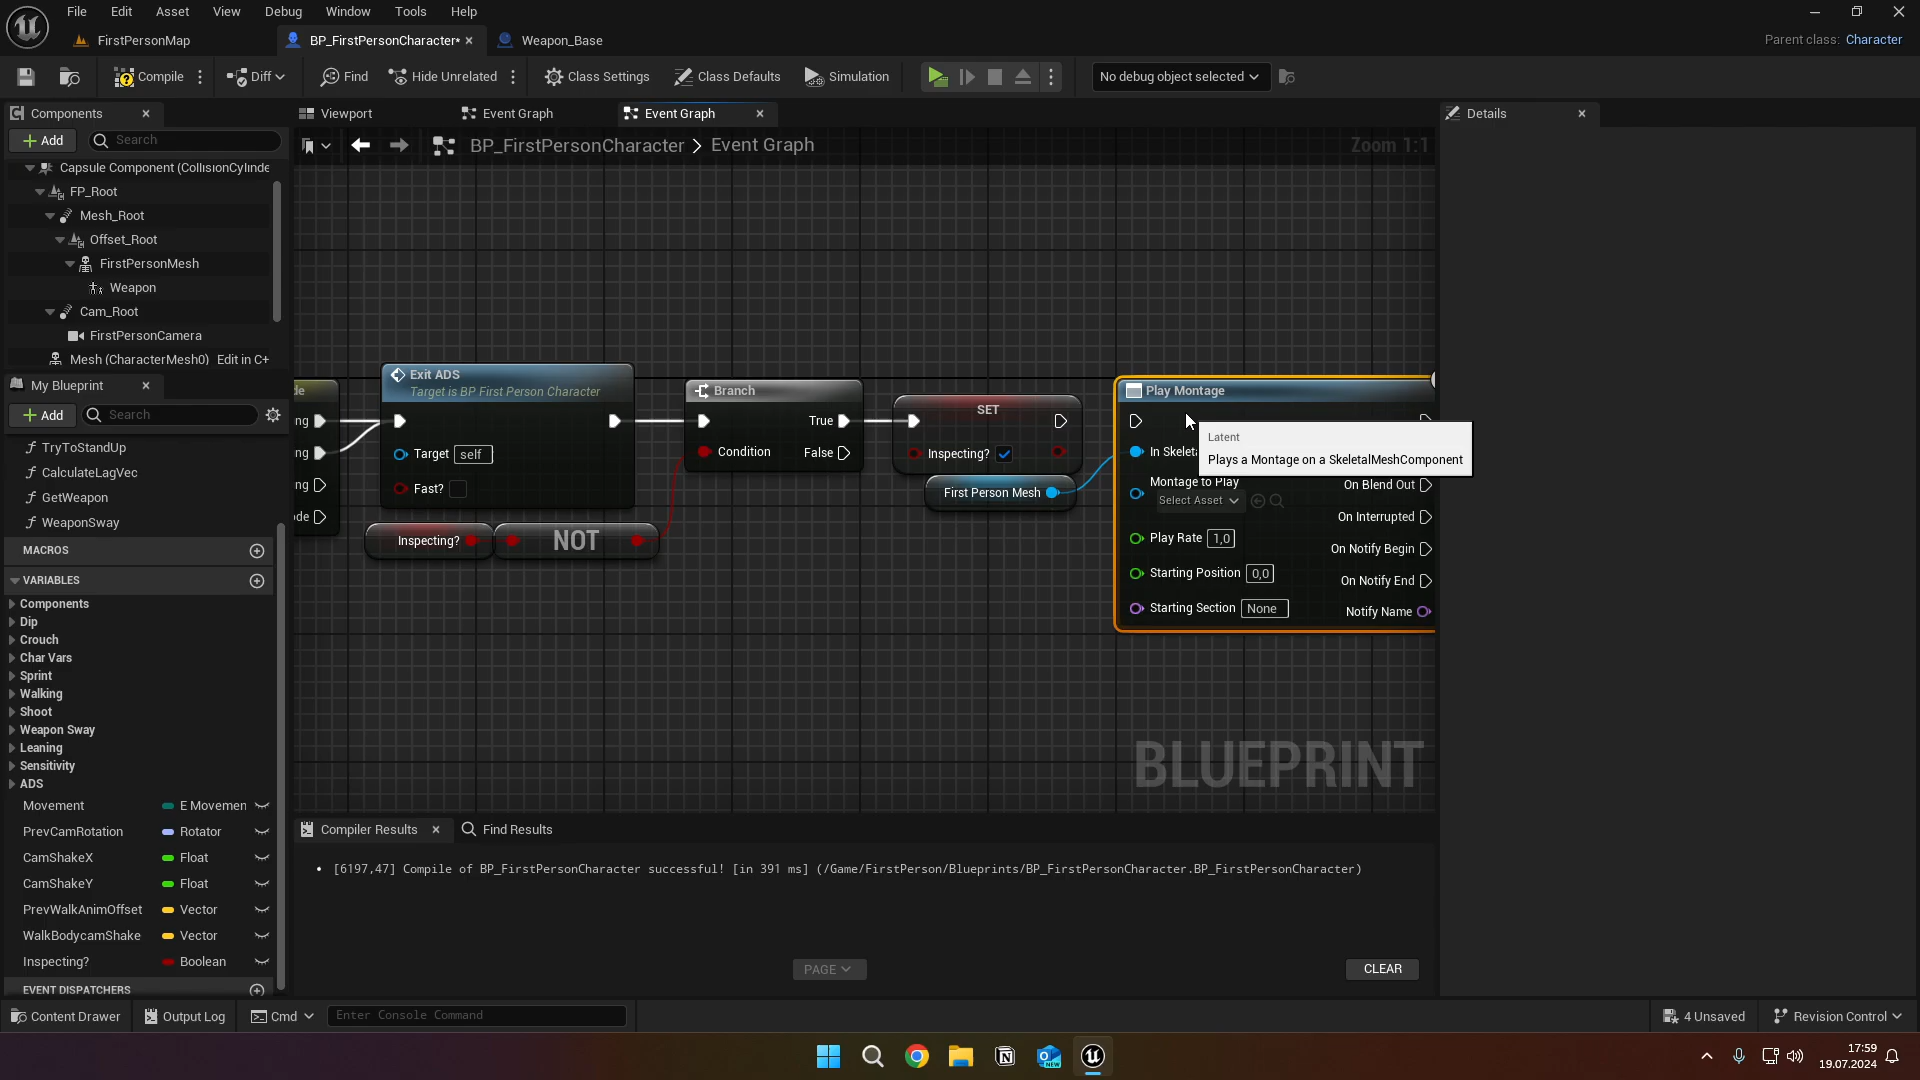 File Edit Asset View Debug Window Tools Help
FirstPersonMap
BP_FirstPersonCharacter*
Weapon_Base
Parent class: Character
Compile
Diff
Find
Hide Unrelated
Class Settings
Class Defaults
Simulation
No debug object selected
Components
Viewport
Event Graph
Event Graph
Details
Add
Search
BP_FirstPersonCharacter > Event Graph
Zoom 1:1
Capsule Component (CollisionCylinde
FP_Root
Mesh_Root
Offset_Root
FirstPersonMesh
Weapon
Cam_Root
FirstPersonCamera
Mesh (CharacterMesh0) Edit in C+
My Blueprint
Add
Search
TryToStandUp
CalculateLagVec
GetWeapon
WeaponSway
MACROS
VARIABLES
Components
Dip
Crouch
Char Vars
Sprint
Walking
Shoot
Weapon Sway
Leaning
Sensitivity
ADS
Movement E Movemen
PrevCamRotation Rotator
CamShakeX Float
CamShakeY Float
PrevWalkAnimOffset Vector
WalkBodycamShake Vector
Inspecting? Boolean
EVENT DISPATCHERS
de
ng
ng
ng
ode
Exit ADS
Target is BP First Person Character
Target self
Fast?
Inspecting?
NOT
Branch
True
Condition False
SET
Inspecting?
First Person Mesh
Play Montage
In Skeleta
Montage to Play
Select Asset
Play Rate 1,0
Starting Position 0,0
Starting Section None
On Blend Out
On Interrupted
On Notify Begin
On Notify End
Notify Name
Latent
Plays a Montage on a SkeletalMeshComponent
BLUEPRINT
Compiler Results
Find Results
[6197,47] Compile of BP_FirstPersonCharacter successful! [in 391 ms] (/Game/FirstPerson/Blueprints/BP_FirstPersonCharacter.BP_FirstPersonCharacter)
PAGE
CLEAR
Content Drawer
Output Log
Cmd
Enter Console Command
4 Unsaved
Revision Control
NEW
17:59
19.07.2024